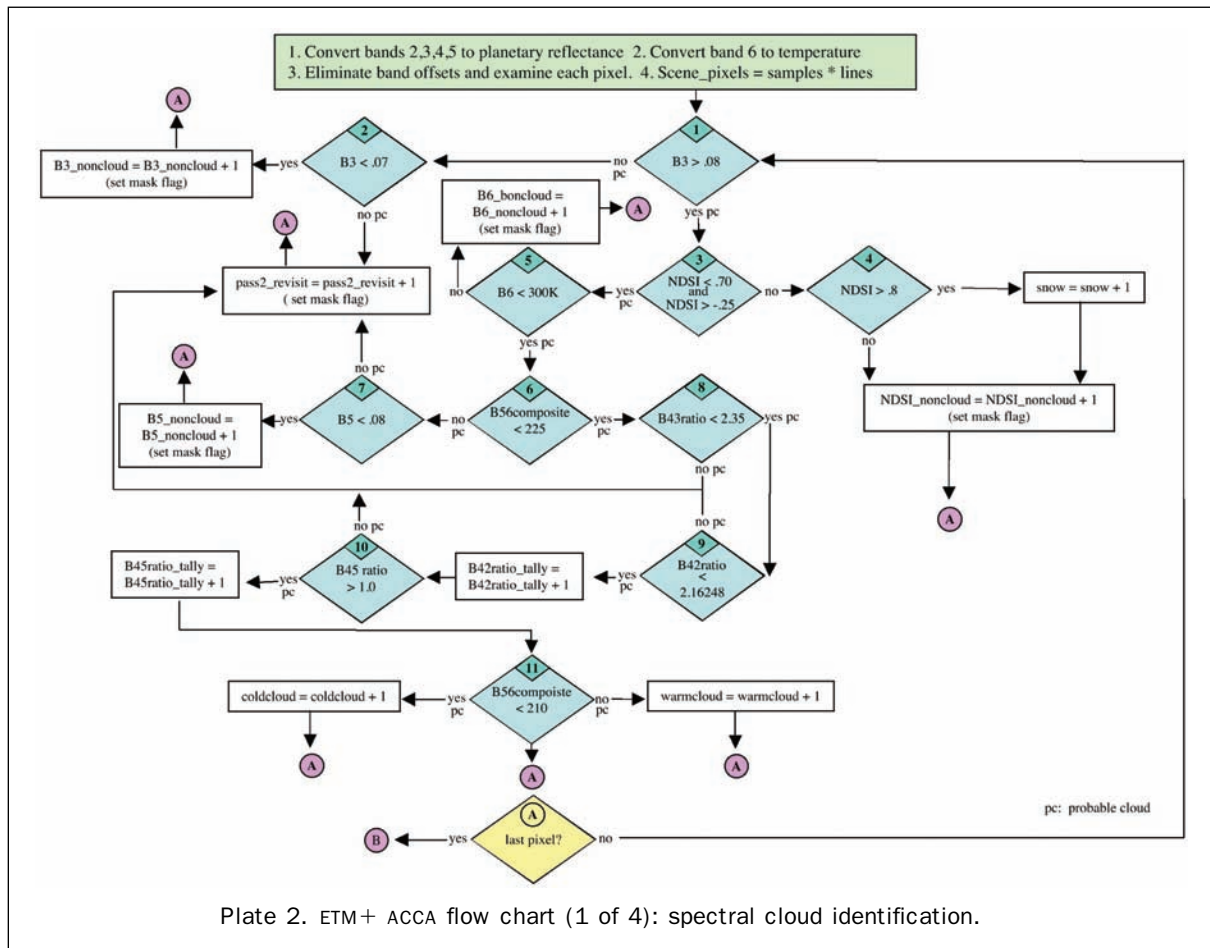 1. Convert bands 2,3,4,5 to planetary reflectance 2. Convert band 6 to temperature
3. Eliminate band offsets and examine each pixel. 4. Scene_pixels = samples * lines
A
2
1
B3_noncloud = B3_noncloud + 1
(set mask flag)
yes
B3 < .07
no
pc
B3 > .08
B6_boncloud =
B6_noncloud + 1
(set mask flag)
A
yes pc
A
no pc
5
3
4
pass2_revisit = pass2_revisit + 1
( set mask flag)
no
B6 < 300K
yes
pc
NDSI < .70
and
NDSI > -.25
no
NDSI > .8
yes
snow = snow + 1
yes pc
no
A
no pc
7
6
8
B5_noncloud =
B5_noncloud + 1
(set mask flag)
yes
B5 < .08
no
pc
B56composite
< 225
yes
pc
B43ratio < 2.35
yes pc
NDSI_noncloud = NDSI_noncloud + 1
(set mask flag)
no pc
A
no pc
no pc
10
9
B45ratio_tally =
B45ratio_tally + 1
yes
pc
B45 ratio
> 1.0
B42ratio_tally =
B42ratio_tally + 1
yes
pc
B42ratio
<
2.16248
11
coldcloud = coldcloud + 1
yes
pc
B56compoiste
< 210
no
pc
warmcloud = warmcloud + 1
A
A
A
A
pc: probable cloud
B
yes
last pixel?
no
Plate 2. ETM+ ACCA flow chart (1 of 4): spectral cloud identification.